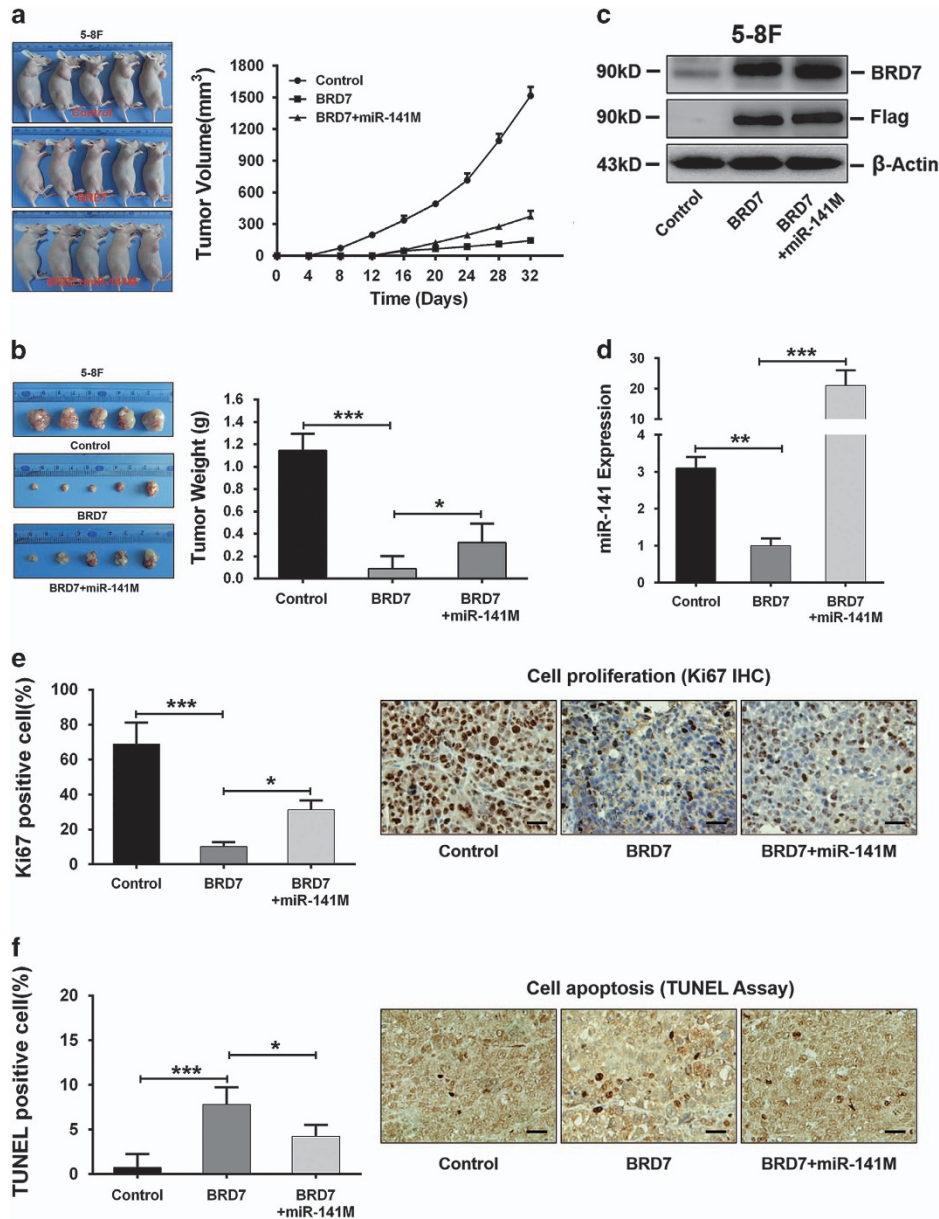 a
5-8F
Control
BRD7
BRD7+miR-141M
Tumor Volume(mm3)
1800
1500
1200
900
600
300
0
Control
BRD7
BRD7+miR-141M
0 4 8 12 16 20 24 28 32
Time (Days)
c
5-8F
90kD BRD7
90kD Flag
43kD β-Actin
Control
BRD7
BRD7
+miR-141M
b
5-8F
Control
BRD7
BRD7+miR-141M
Tumor Weight (g)
1.6
1.4
1.2
1.0
0.8
0.6
0.4
0.2
0.0
***
*
Control BRD7 BRD7
+miR-141M
d
miR-141 Expression
30
20
10
4
3
2
1
0
**
***
Control BRD7 BRD7
+miR-141M
e
Ki67 positive cell(%)
100
80
60
40
20
0
***
*
Control BRD7 BRD7
+miR-141M
Cell proliferation (Ki67 IHC)
Control BRD7 BRD7+miR-141M
f
TUNEL positive cell(%)
20
15
10
5
0
***
*
Control BRD7 BRD7
+miR-141M
Cell apoptosis (TUNEL Assay)
Control BRD7 BRD7+miR-141M